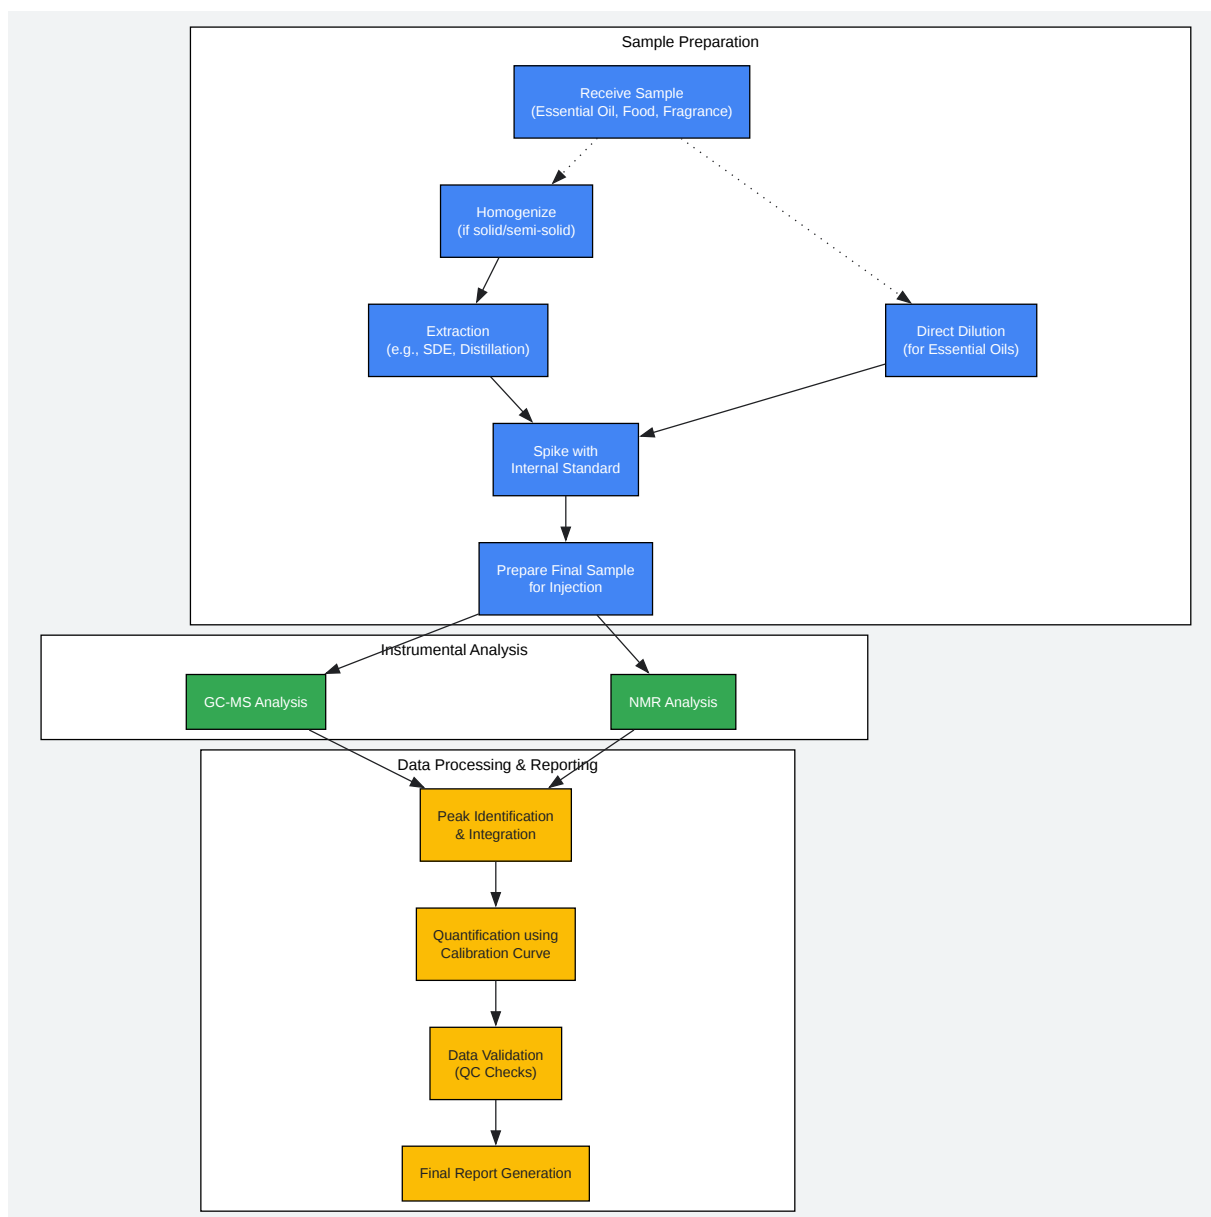 Sample Preparation
Receive Sample
(Essential Oil, Food, Fragrance)
Homogenize
(if solid/semi-solid)
Extraction
(e.g., SDE, Distillation)
Direct Dilution
(for Essential Oils)
Spike with
Internal Standard
Prepare Final Sample
for Injection
Instrumental Analysis
GC-MS Analysis
NMR Analysis
Data Processing & Reporting
Peak Identification
& Integration
Quantification using
Calibration Curve
Data Validation
(QC Checks)
Final Report Generation